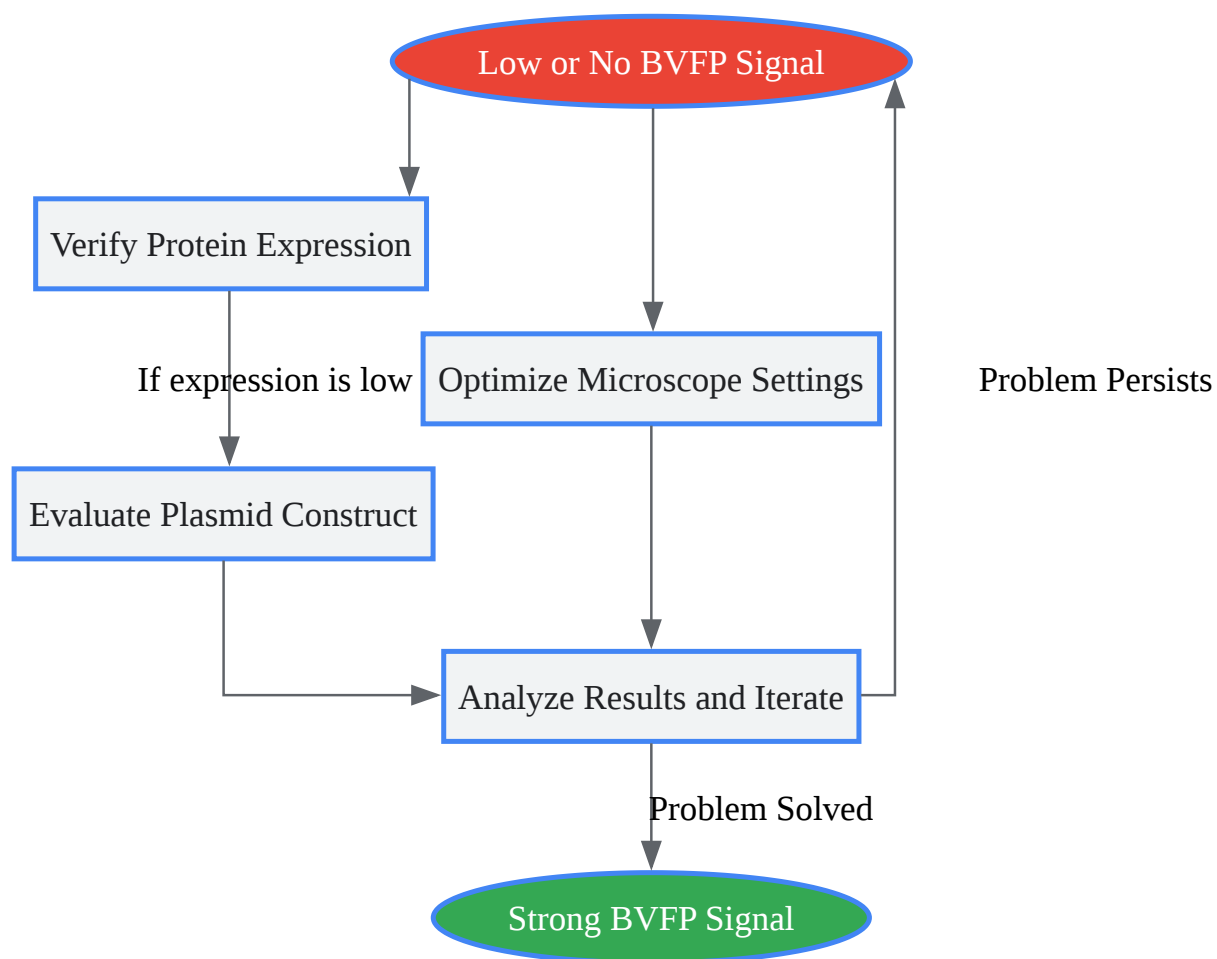 Low or No BVFP Signal
Verify Protein Expression
If expression is low
Optimize Microscope Settings
Problem Persists
Evaluate Plasmid Construct
Analyze Results and Iterate
Problem Solved
Strong BVFP Signal